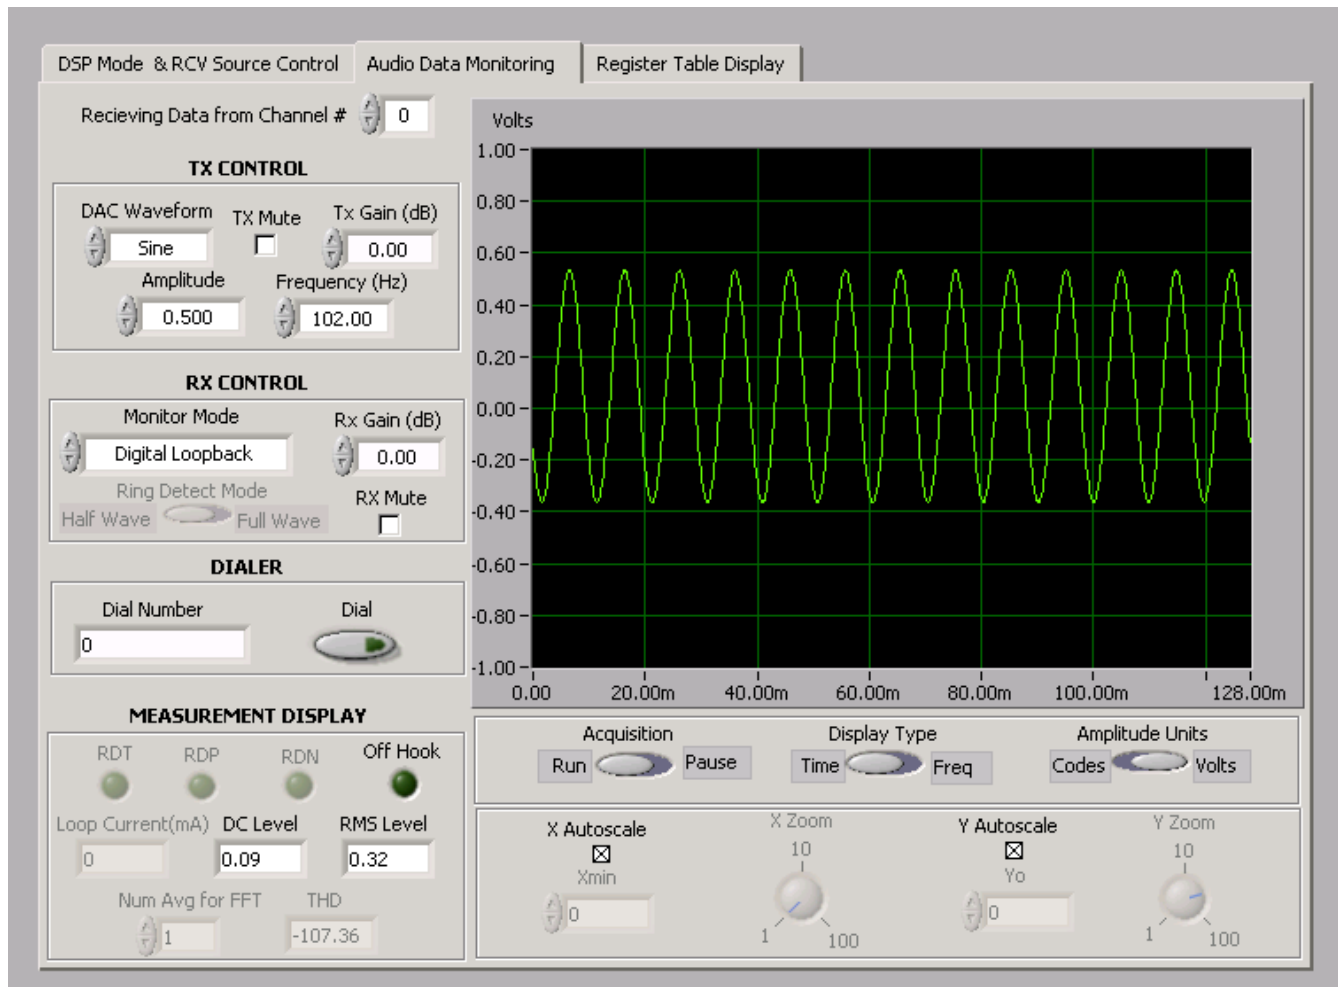 DSP Mode & RCV Source Control
Audio Data Monitoring
Register Table Display
Recieving Data from Channel # 0
TX CONTROL
DAC Waveform
TX Mute
Tx Gain (dB)
Sine
0.00
Amplitude
Frequency (Hz)
0.500
102.00
RX CONTROL
Monitor Mode
Rx Gain (dB)
Digital Loopback
0.00
Ring Detect Mode
RX Mute
Half Wave
Full Wave
DIALER
Dial Number
Dial
0
MEASUREMENT DISPLAY
RDT
RDP
RDN
Off Hook
Loop Current(mA)
DC Level
RMS Level
0
0.09
0.32
Num Avg for FFT
THD
1
-107.36
Volts
1.00
0.80
0.60
0.40
0.20
0.00
-0.20
-0.40
-0.60
-0.80
-1.00
0.00
20.00m
40.00m
60.00m
80.00m
100.00m
128.00m
Acquisition
Run
Pause
Display Type
Time
Freq
Amplitude Units
Codes
Volts
X Autoscale
Xmin
0
X Zoom
10
1
100
Y Autoscale
Yo
0
Y Zoom
10
1
100